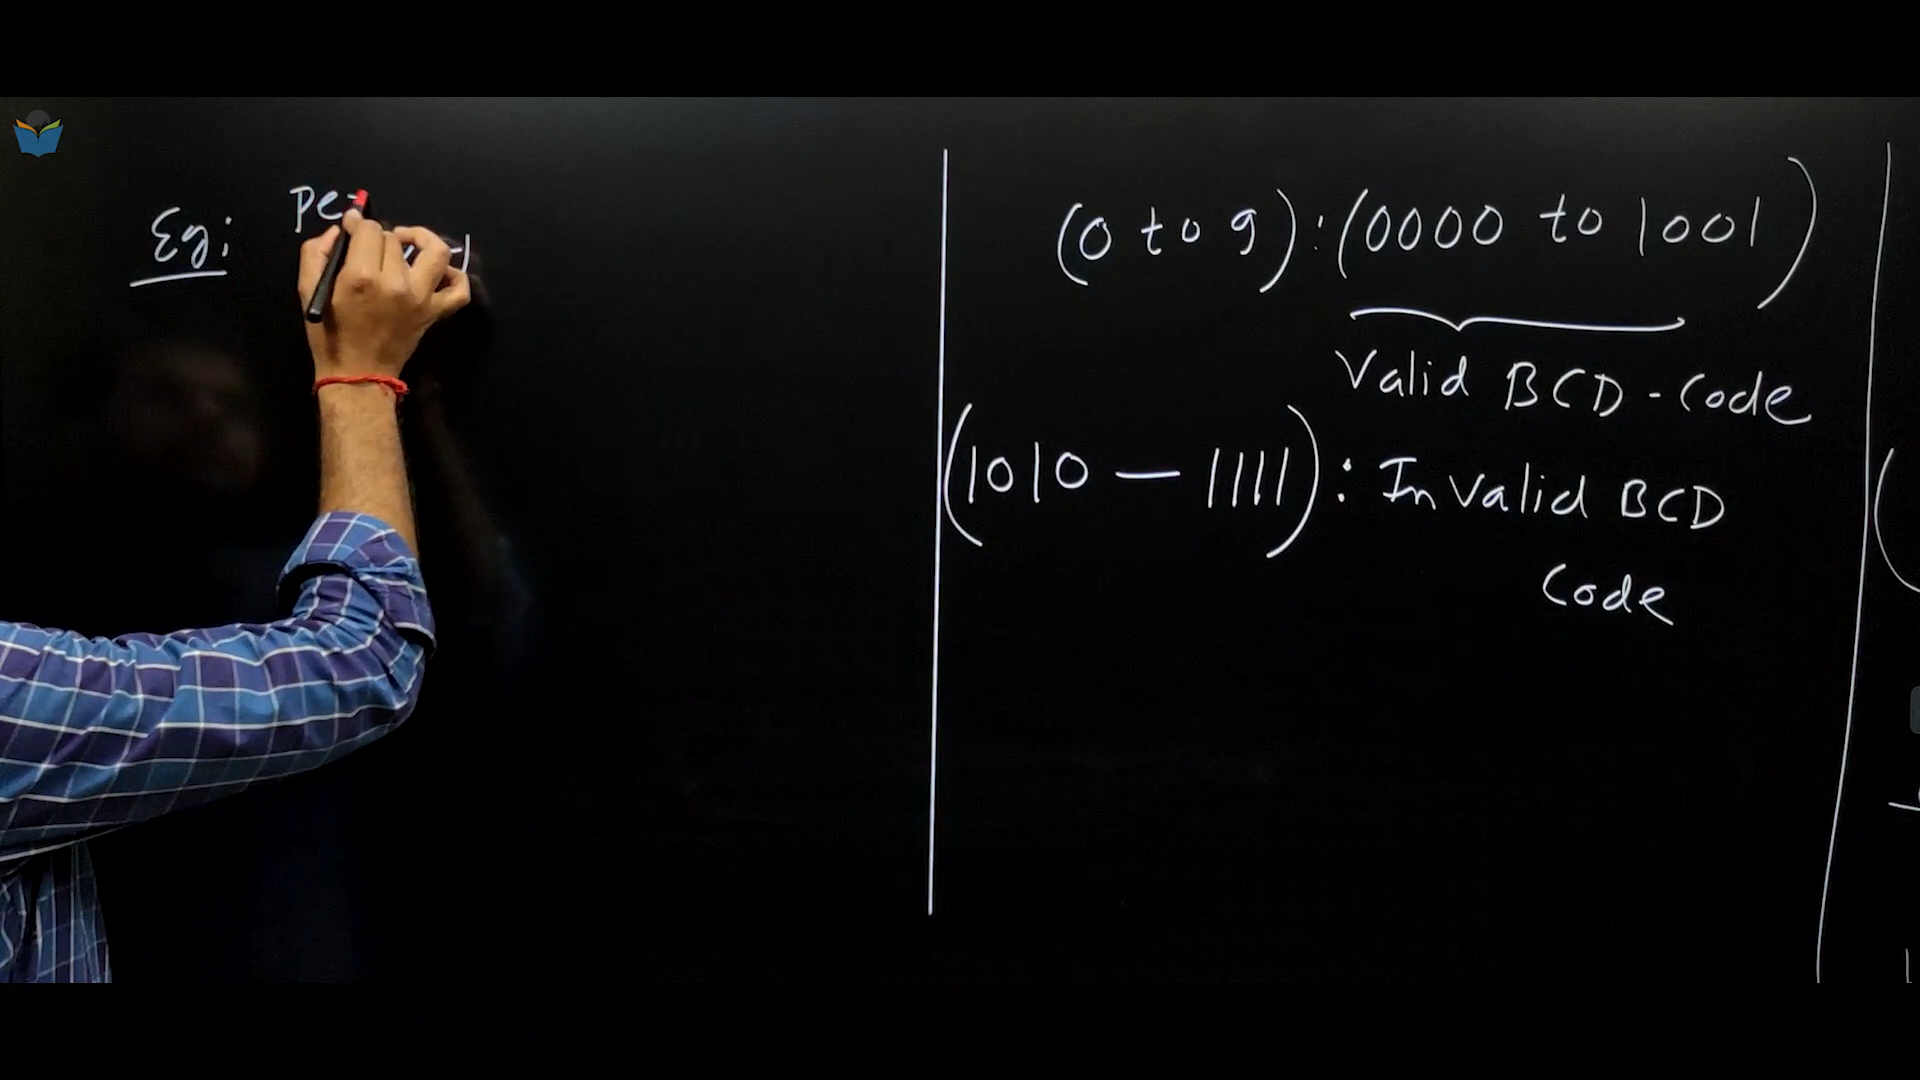 Eg:
(0 to 9) : (0000 to 1001)
Valid BCD - Code
(1010 — 1111) : InValid BCD
Code